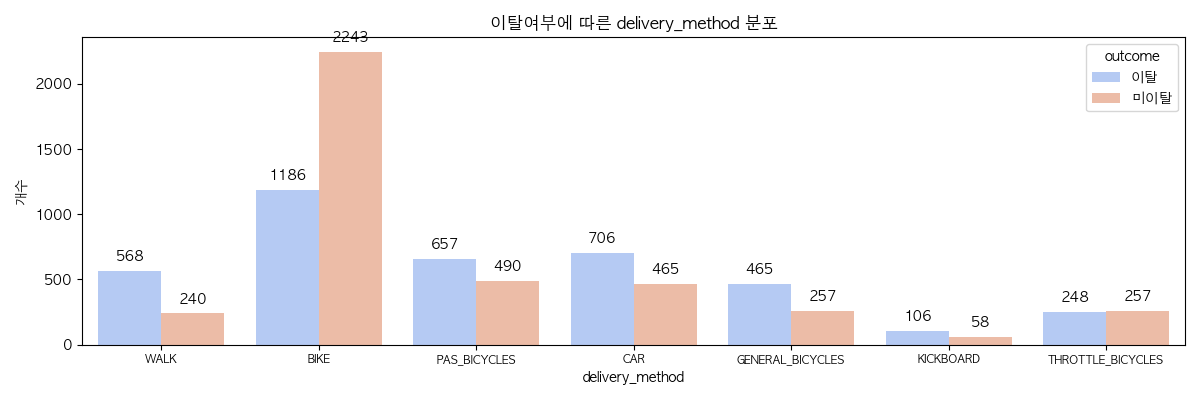 이탈여부에 따른 delivery_method 분포
outcome
이탈
미이탈
개수
2000
1500
1000
500
0
568
240
1186
2243
657
490
706
465
465
257
106
58
248
257
WALK
BIKE
PAS_BICYCLES
CAR
GENERAL_BICYCLES
KICKBOARD
THROTTLE_BICYCLES
delivery_method